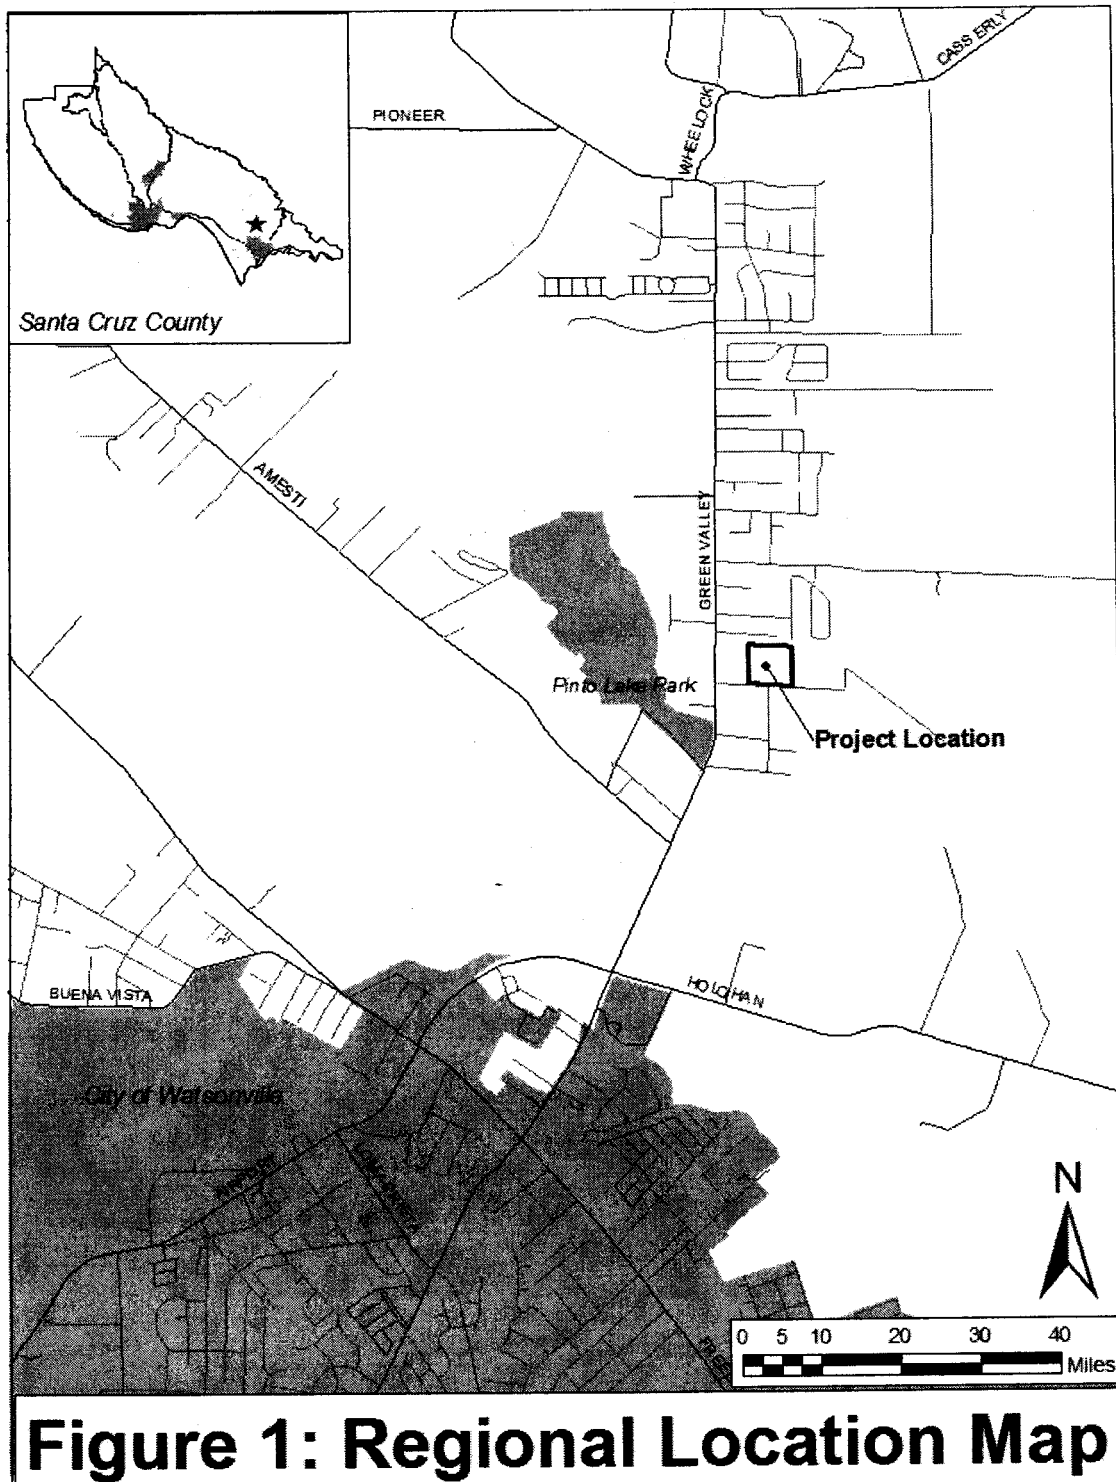 CASSERLY
WHEELOCK
PIONEER
Santa Cruz County
AMESTI
GREEN VALLEY
Pinto Lake Park
Project Location
BUENA VISTA
HOLOHAN
City of Watsonville
AIRPORT
N
0 5 10 20 30 40
Miles
Figure 1: Regional Location Map